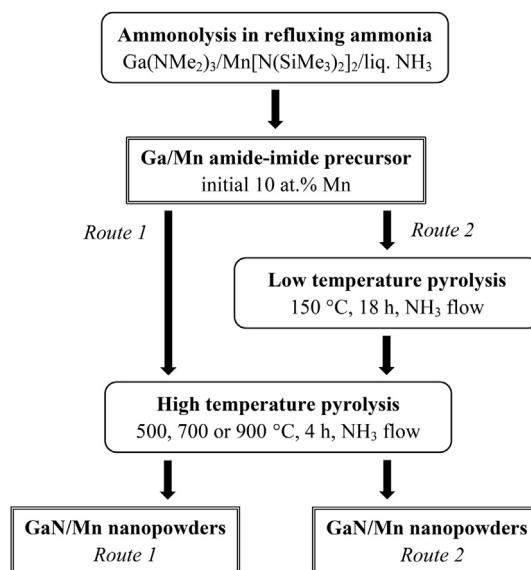 Ammonolysis in refluxing ammonia
Ga(NMe₂)₃/Mn[N(SiMe₃)₂]₂/liq. NH₃
Ga/Mn amide-imide precursor
initial 10 at.% Mn
Route 1
Route 2
Low temperature pyrolysis
150 °C, 18 h, NH₃ flow
High temperature pyrolysis
500, 700 or 900 °C, 4 h, NH₃ flow
GaN/Mn nanopowders
Route 1
GaN/Mn nanopowders
Route 2